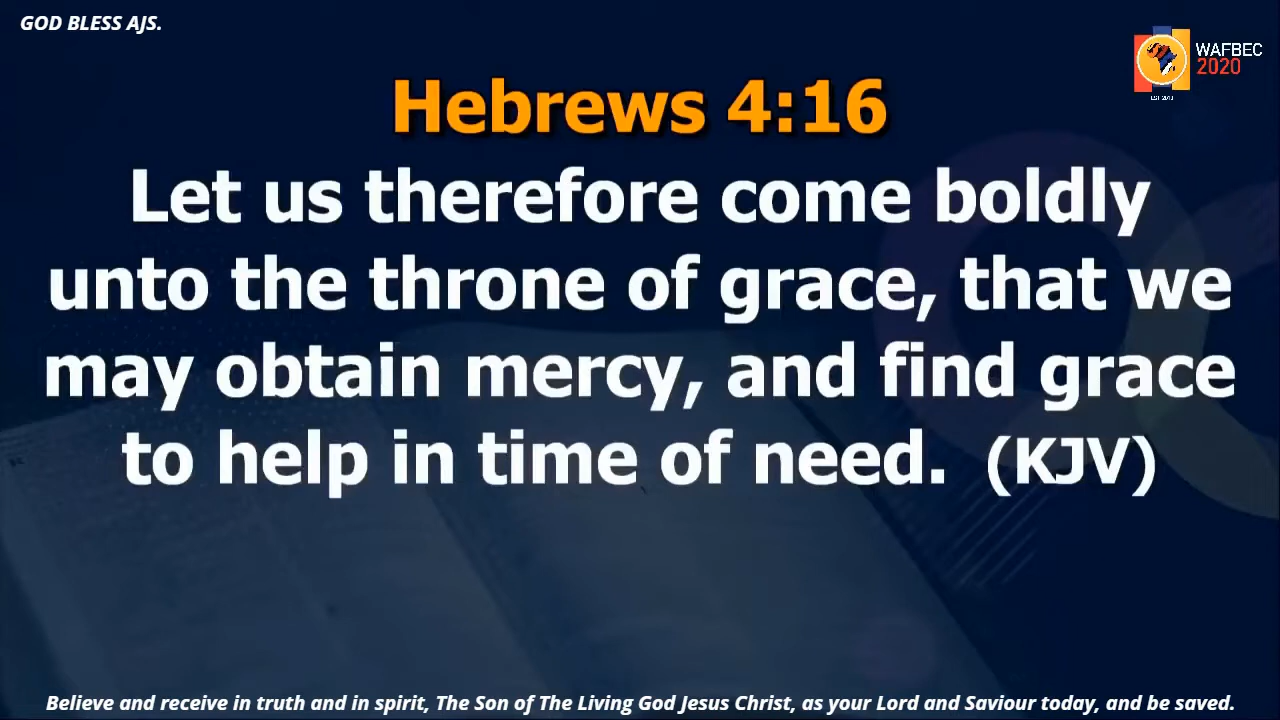 GOD BLESS AJS.
WAFBEC
2020
Hebrews 4:16
Let us therefore come boldly
unto the throne of grace, that we
may obtain mercy, and find grace
to help in time of need. (KJV)
Believe and receive in truth and in spirit, The Son of The Living God Jesus Christ, as your Lord and Saviour today, and be saved.